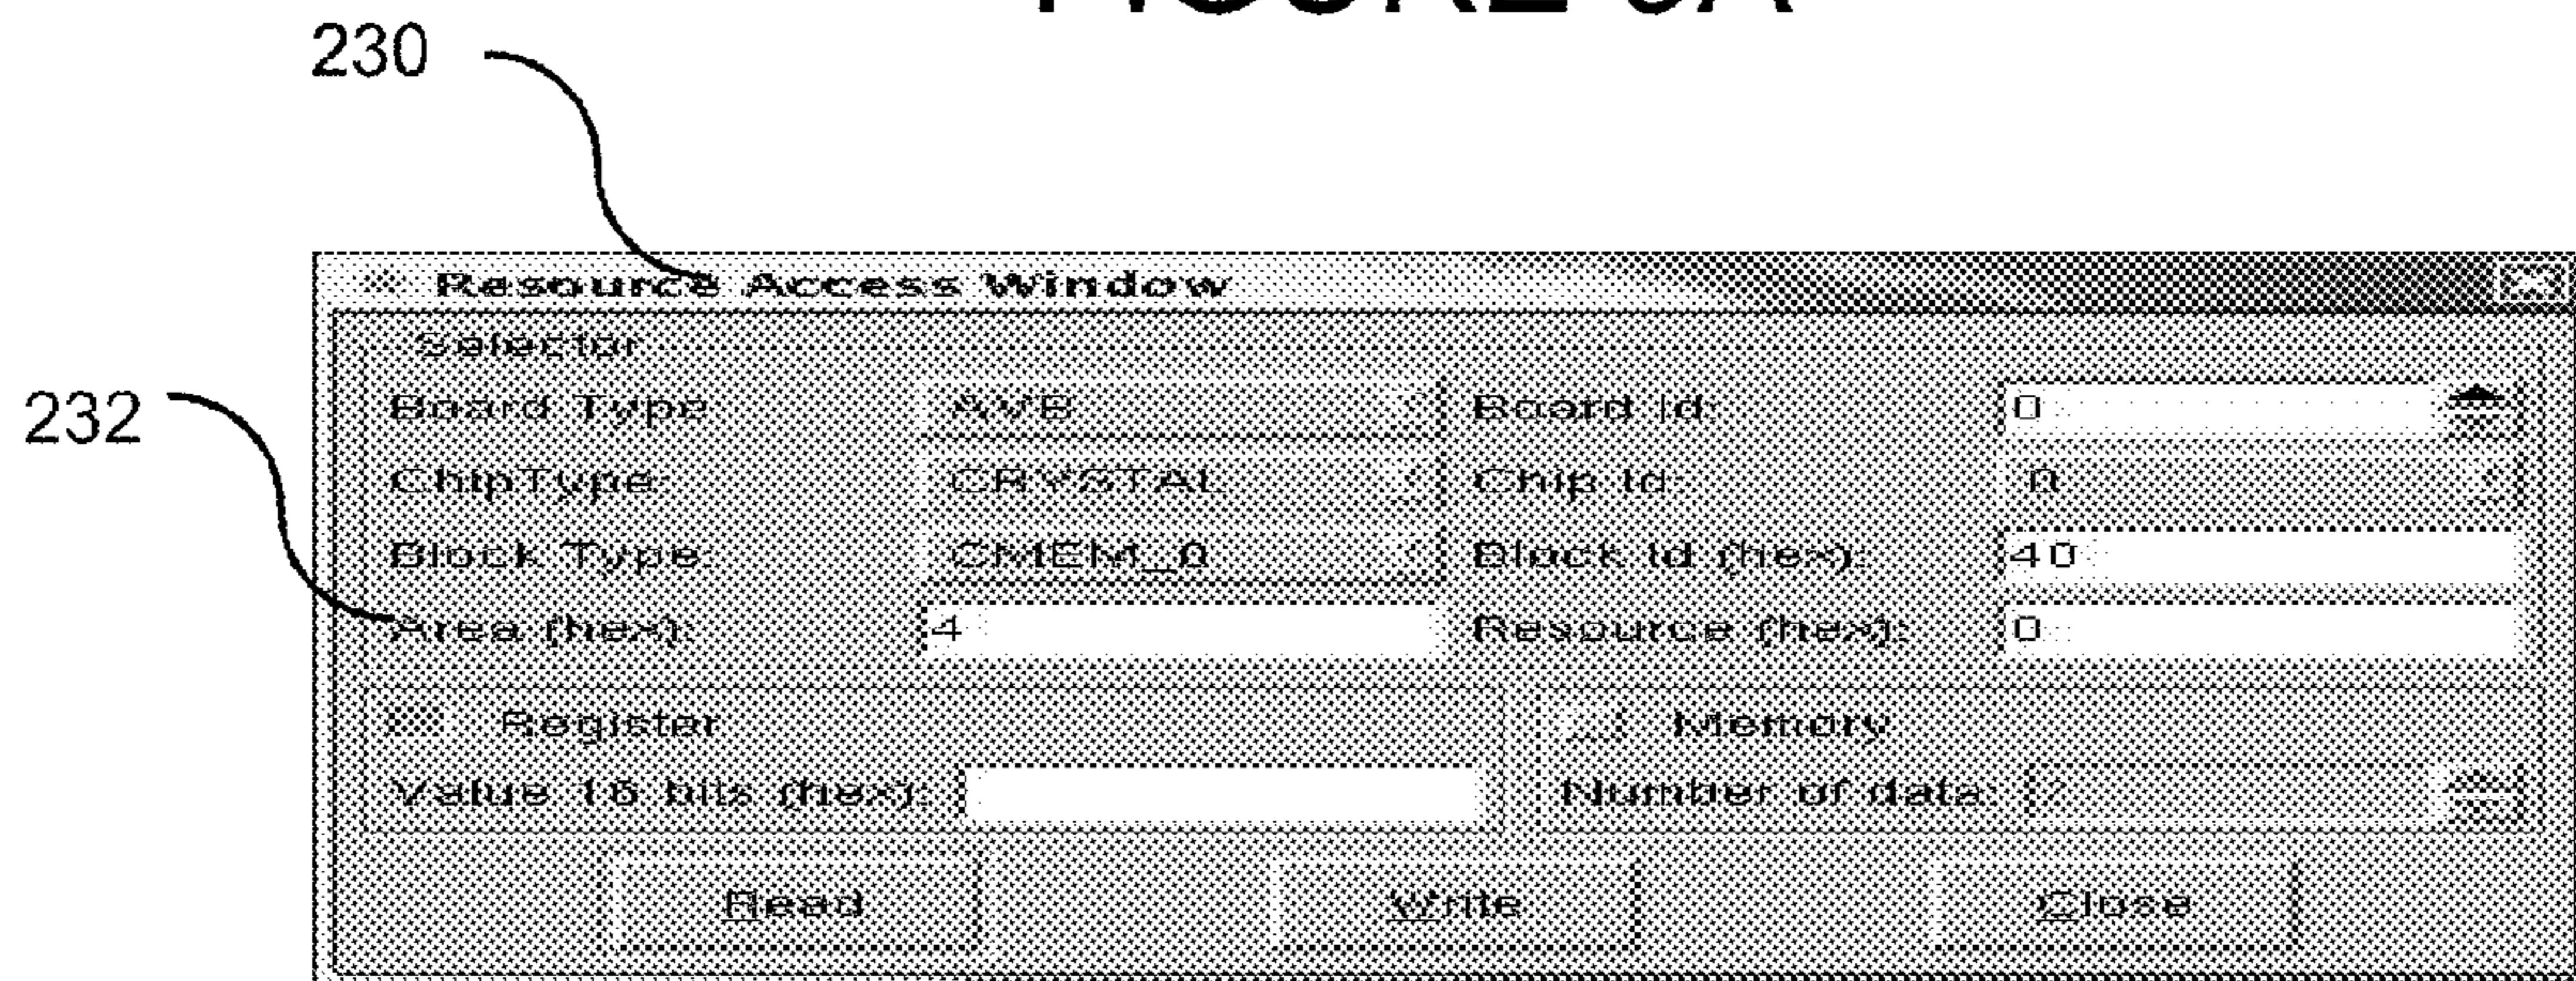 230
Resource Access Window
Selector
232
Board Type AVB Board Id: 0
ChipType: CRYSTAL Chip Id: 0
Block Type: CMEM_0 Block Id (hex): 40
Area (hex): 4 Resource (hex): 0
Register Memory
Value 16 bits (hex): Number of data:
Read Write Close